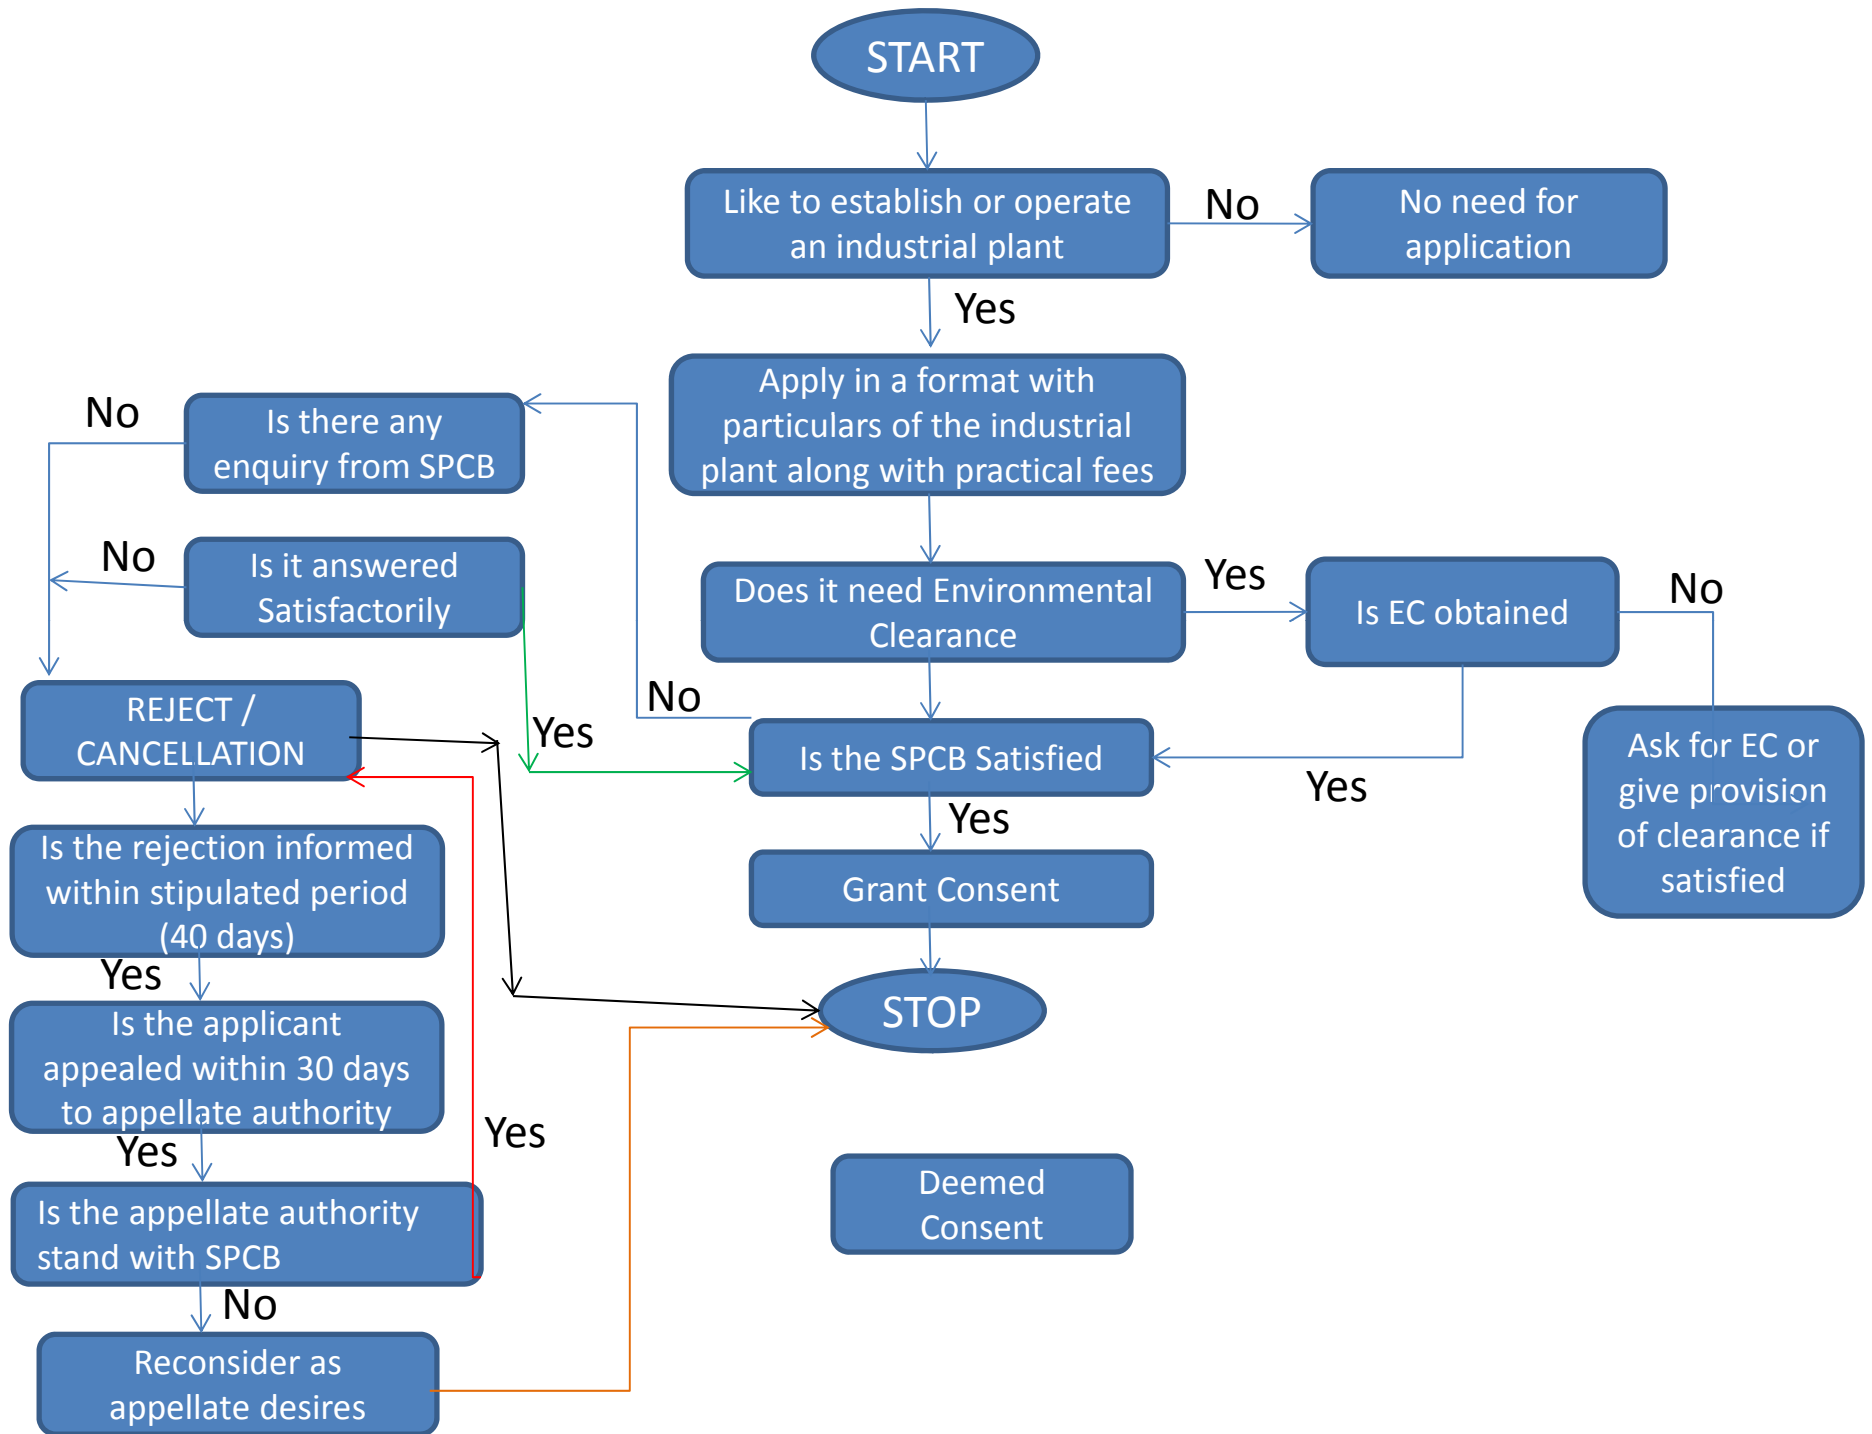 START
Like to establish or operate
an industrial plant
No
No need for
application
Yes
Apply in a format with
particulars of the industrial
plant along with practical fees
No
Is there any
enquiry from SPCB
No
Is it answered
Satisfactorily
Does it need Environmental
Clearance
Yes
Is EC obtained
No
REJECT /
CANCELLATION
No
Yes
Is the SPCB Satisfied
Yes
Ask for EC or
give provision
of clearance if
satisfied
Yes
Is the rejection informed
within stipulated period
(40 days)
Grant Consent
Yes
STOP
Is the applicant
appealed within 30 days
to appellate authority
Yes
Yes
Is the appellate authority
stand with SPCB
Deemed
Consent
No
Reconsider as
appellate desires